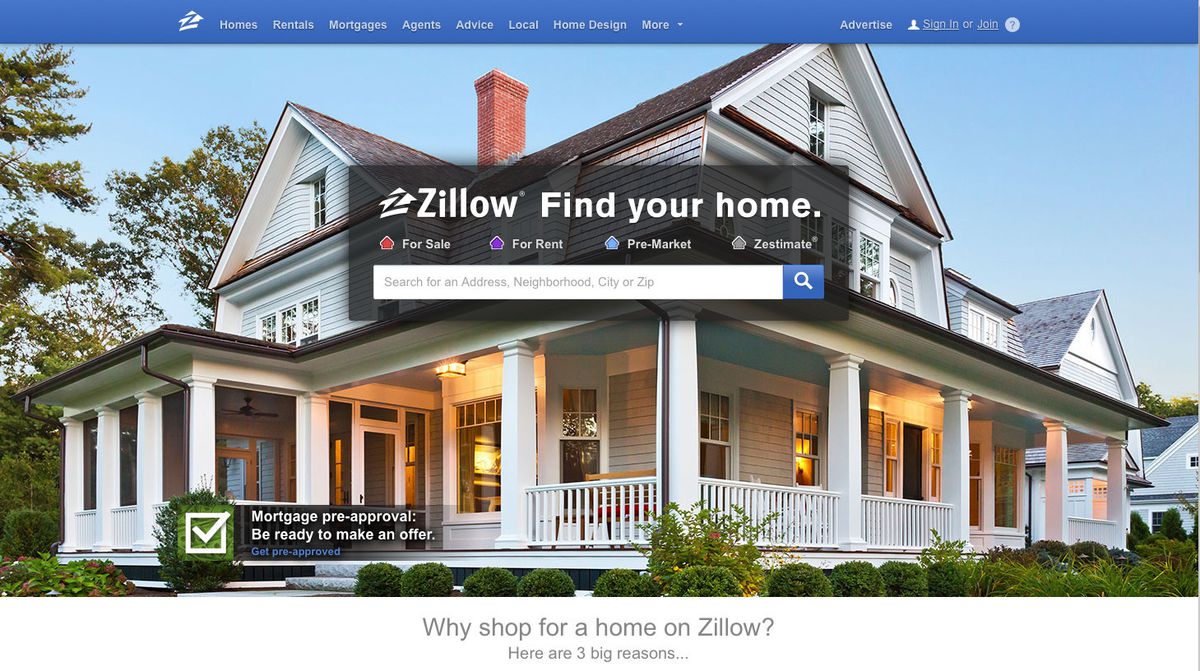 Homes Rentals Mortgages Agents Advice Local Home Design More Advertise Sign In or Join ?
Zillow® Find your home.
For Sale For Rent Pre-Market Zestimate®
Search for an Address, Neighborhood, City or Zip
Mortgage pre-approval:
Be ready to make an offer.
Get pre-approved
Why shop for a home on Zillow?
Here are 3 big reasons...